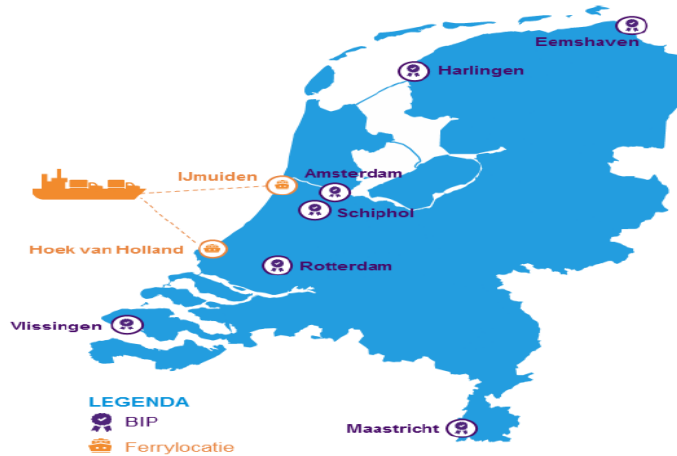 Eemshaven
Harlingen
IJmuiden
Amsterdam
Schiphol
Hoek van Holland
Rotterdam
Vlissingen
LEGENDA
BIP
Maastricht
Ferrylocatie